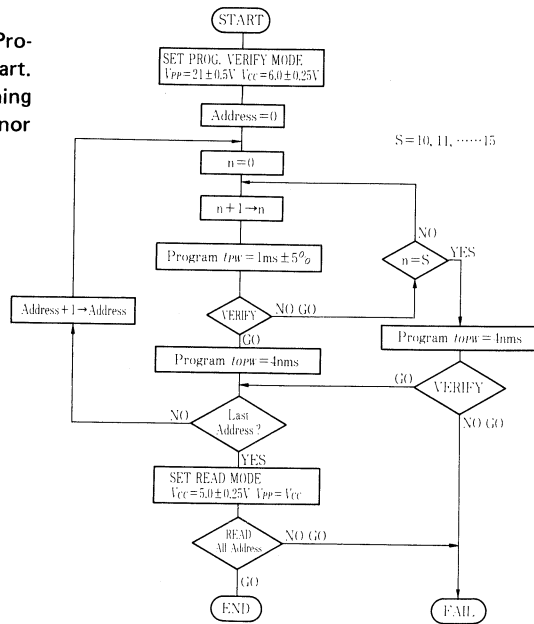 Pro-
art.
ning
nor
START
SET PROG. VERIFY MODE
VPP=21±0.5V VCC=6.0±0.25V
Address=0
n=0
S=10, 11, ······15
n+1→n
Program tPW=1ms±5%
NO
n=S
YES
VERIFY
NO GO
GO
Address+1→Address
Program tOPW=4nms
Program tOPW=4nms
GO
VERIFY
NO GO
NO
Last
Address?
YES
SET READ MODE
VCC=5.0±0.25V VPP=VCC
READ
All Address
NO GO
GO
END
FAIL